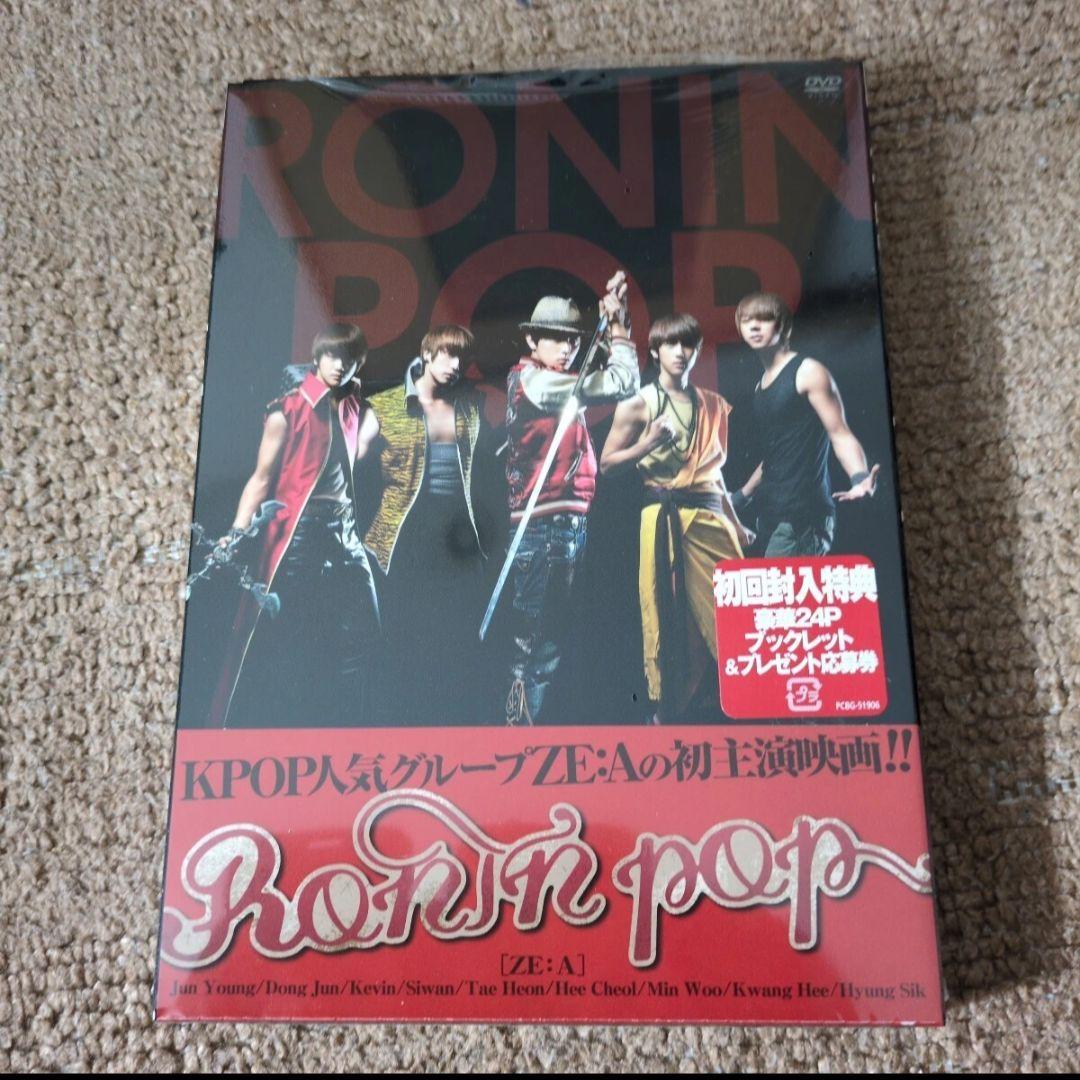 RONIN
POP
DVD
VIDEO
初回封入特典
豪華24P
ブックレット
&プレゼント応募券
プラ
PCBG-51906
KPOP人気グループZE:Aの初主演映画!!
Ronin pop
[ZE:A]
Jun Young/Dong Jun/Kevin/Siwan/Tae Heon/Hee Cheol/Min Woo/Kwang Hee/Hyung Sik